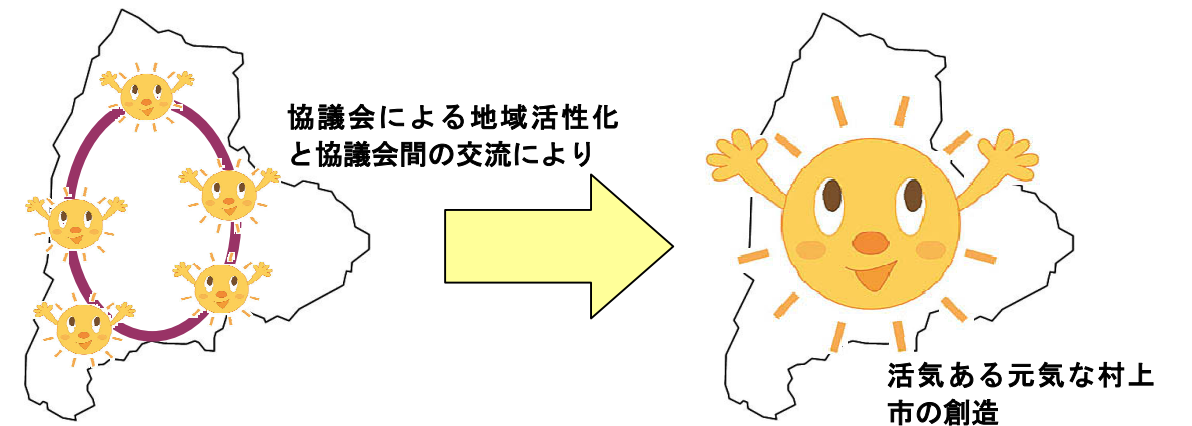 協議会による地域活性化
と協議会間の交流により
活気ある元気な村上
市の創造